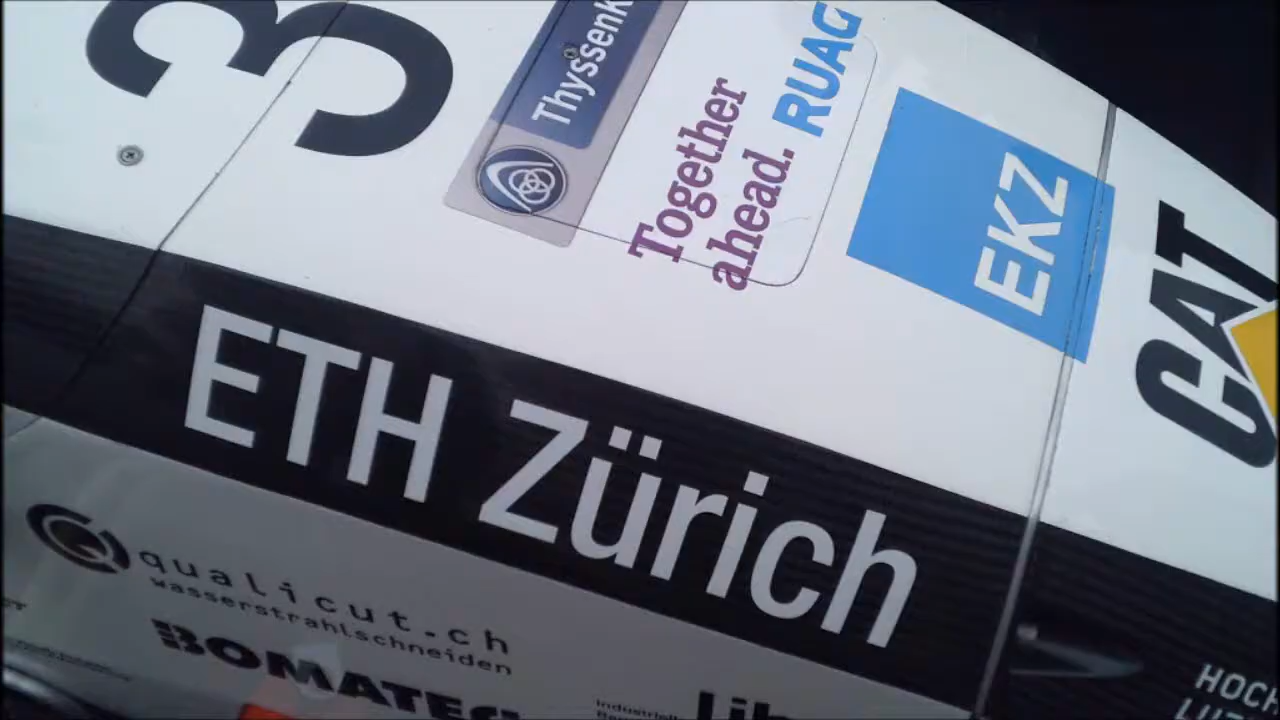 3
ThyssenK
Together
ahead. RUAG
EKZ
CAT
ETH Zürich
qualicut.ch
wasserstrahlschneiden
BOMATEC
HOCH